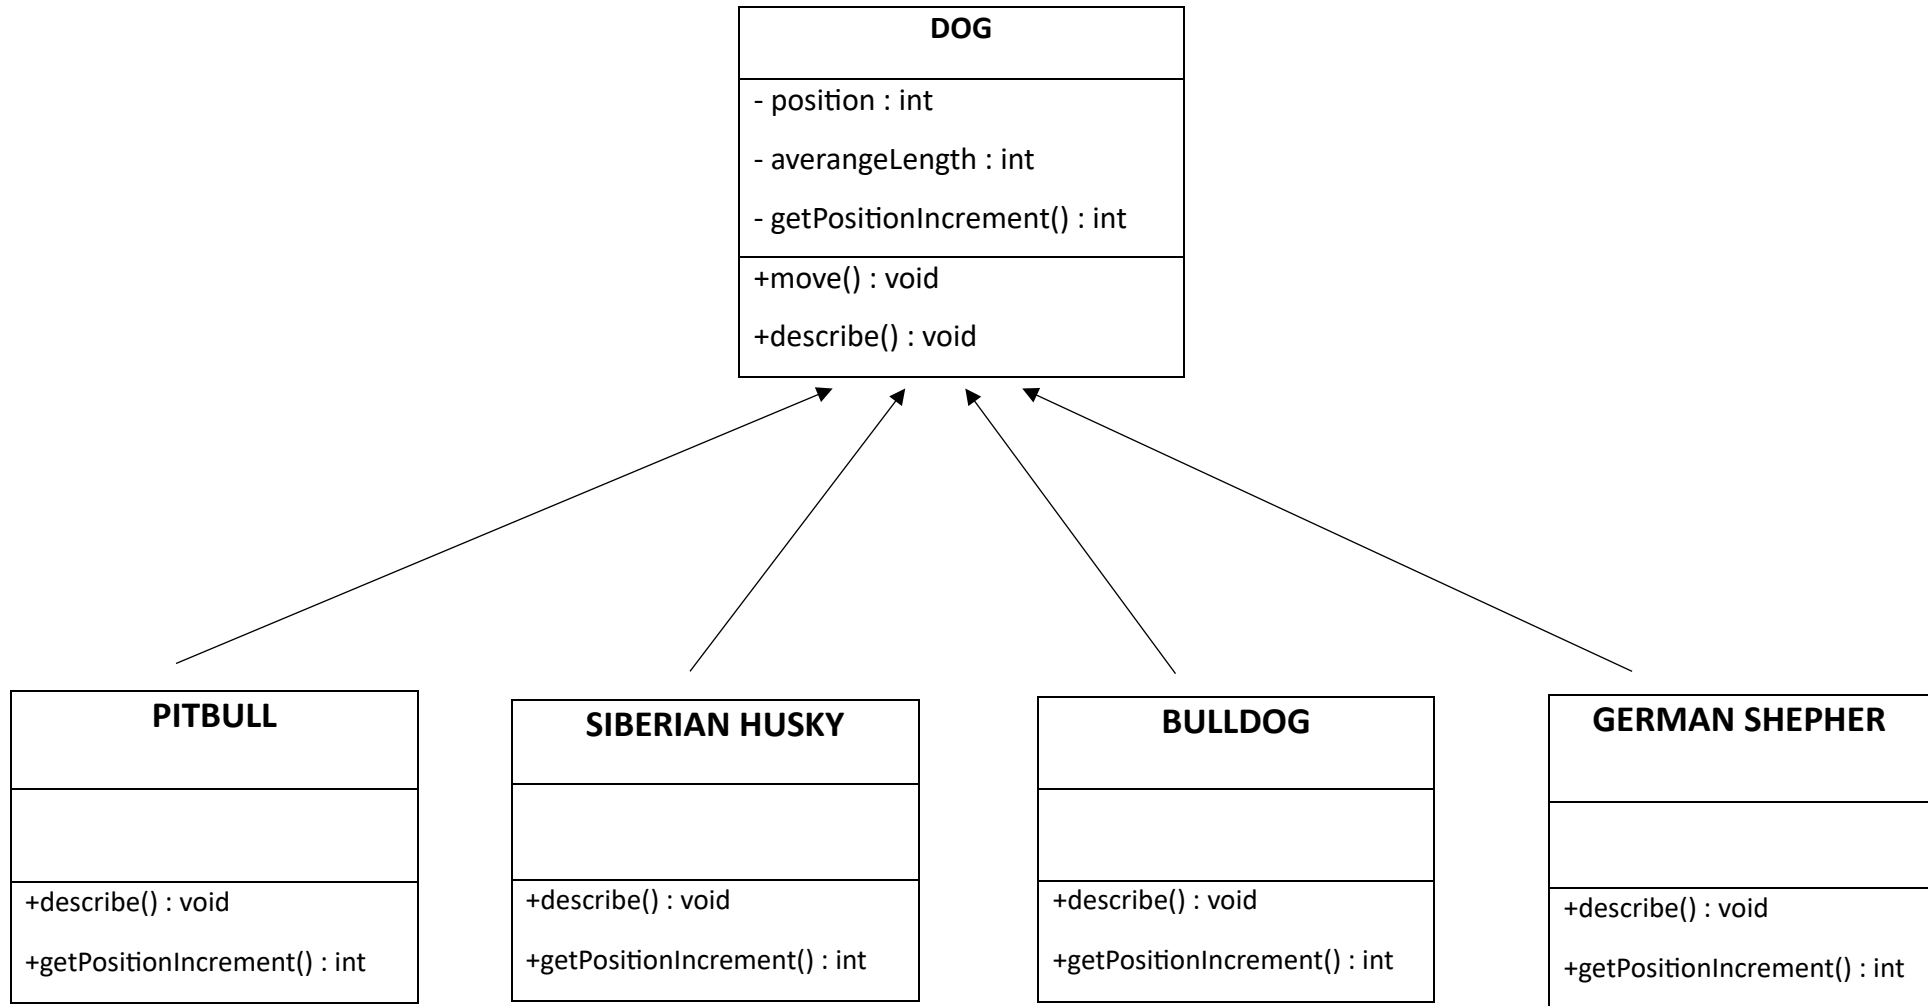 DOG
- position : int
- averangeLength : int
- getPositionIncrement() : int
+move() : void
+describe() : void
PITBULL
+describe() : void
+getPositionIncrement() : int
SIBERIAN HUSKY
+describe() : void
+getPositionIncrement() : int
BULLDOG
+describe() : void
+getPositionIncrement() : int
GERMAN SHEPHER
+describe() : void
+getPositionIncrement() : int